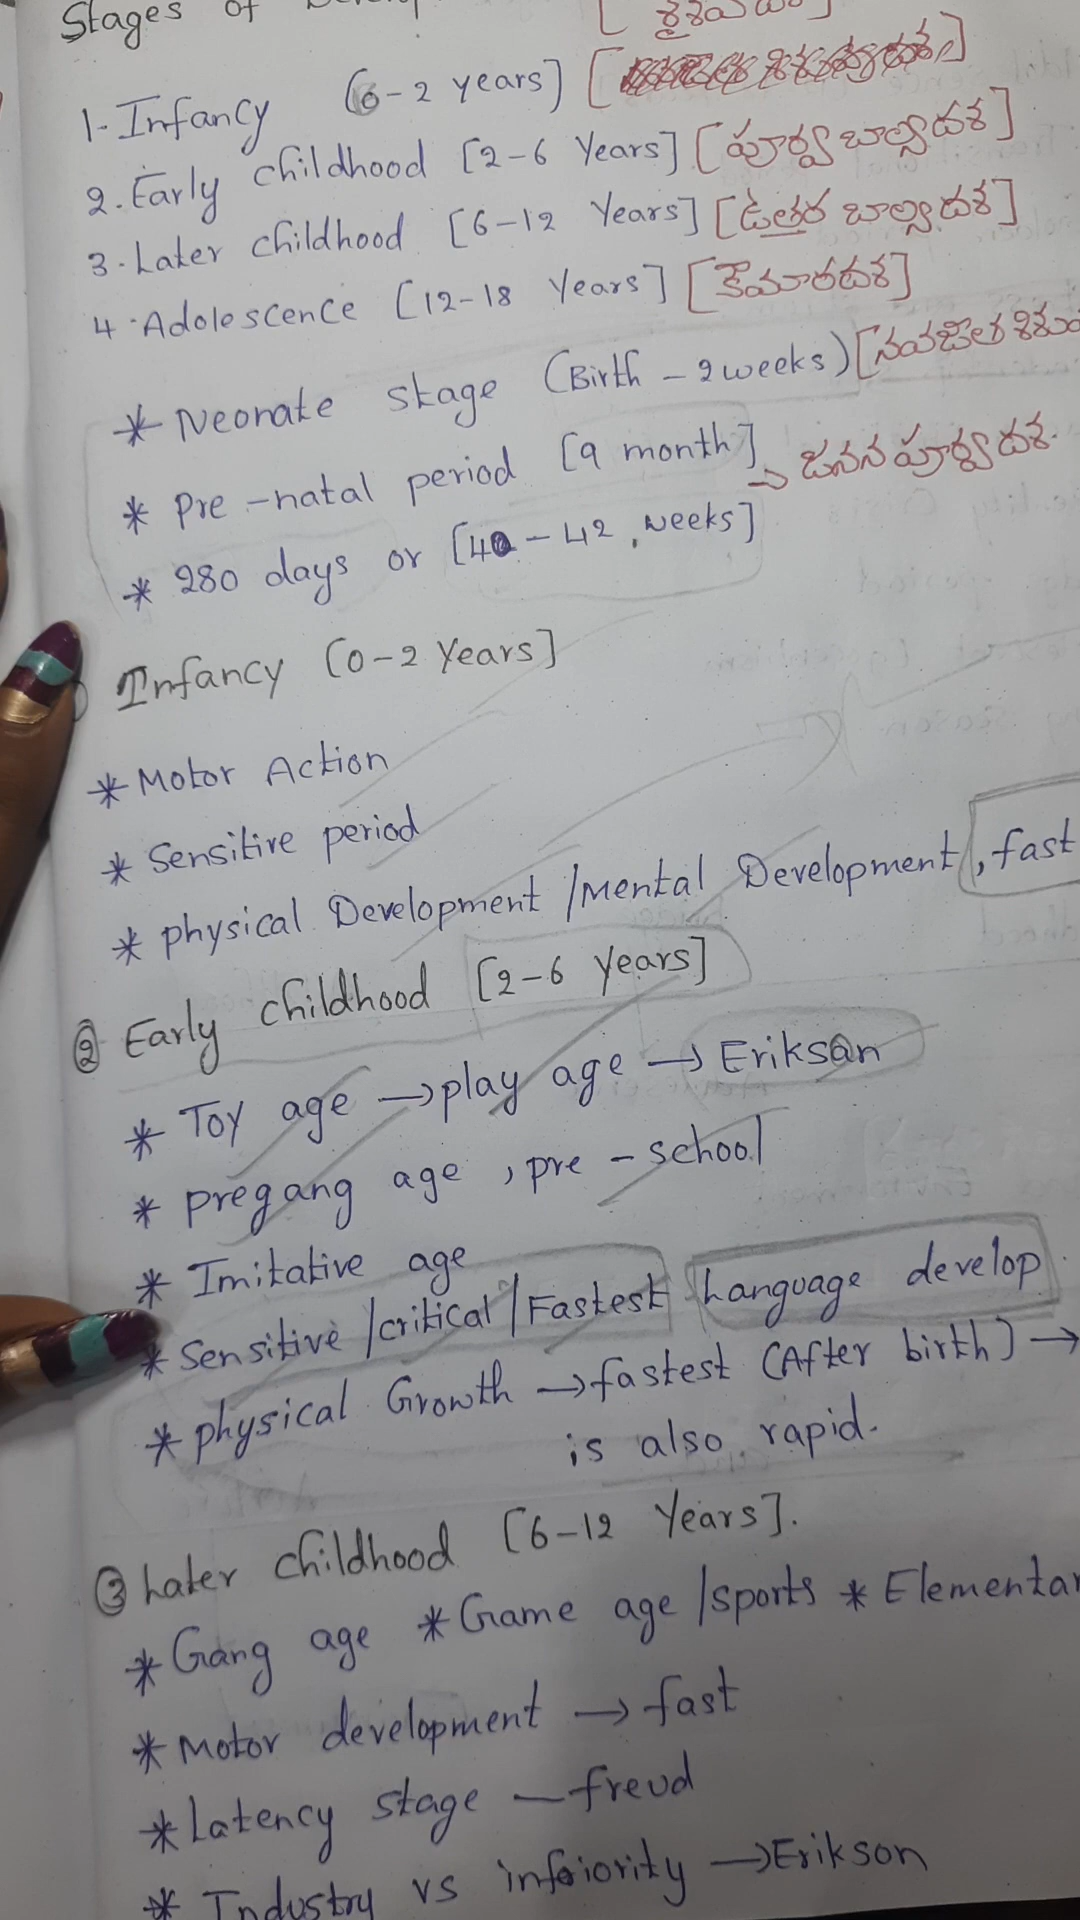 Stages of
[శైశవదశ]
1. Infancy [0-2 years]
2. Early childhood [2-6 Years] [పూర్వ బాల్యదశ]
3. Later childhood [6-12 Years] [ఉత్తర బాల్యదశ]
4. Adolescence [12-18 Years] [కౌమారదశ]
* Neonate stage (Birth - 2 weeks) [నవజాత
* Pre-natal period [9 month] → జనన పూర్వదశ.
* 280 days or [40 - 42 weeks]
Infancy [0-2 Years]
* Motor Action
* Sensitive period
* physical Development /Mental Development, fast
② Early childhood [2-6 years]
* Toy age → play age → Eriksan
* pregang age, pre-school
* Imitative age
* Sensitive /critical /Fastest Language develop
* physical Growth → fastest (After birth] →
is also rapid.
③ Later childhood [6-12 Years].
* Gang age * Game age /sports * Elementar
* Motor development → fast
* Latency stage - freud
* Industry vs infeiority → Erikson